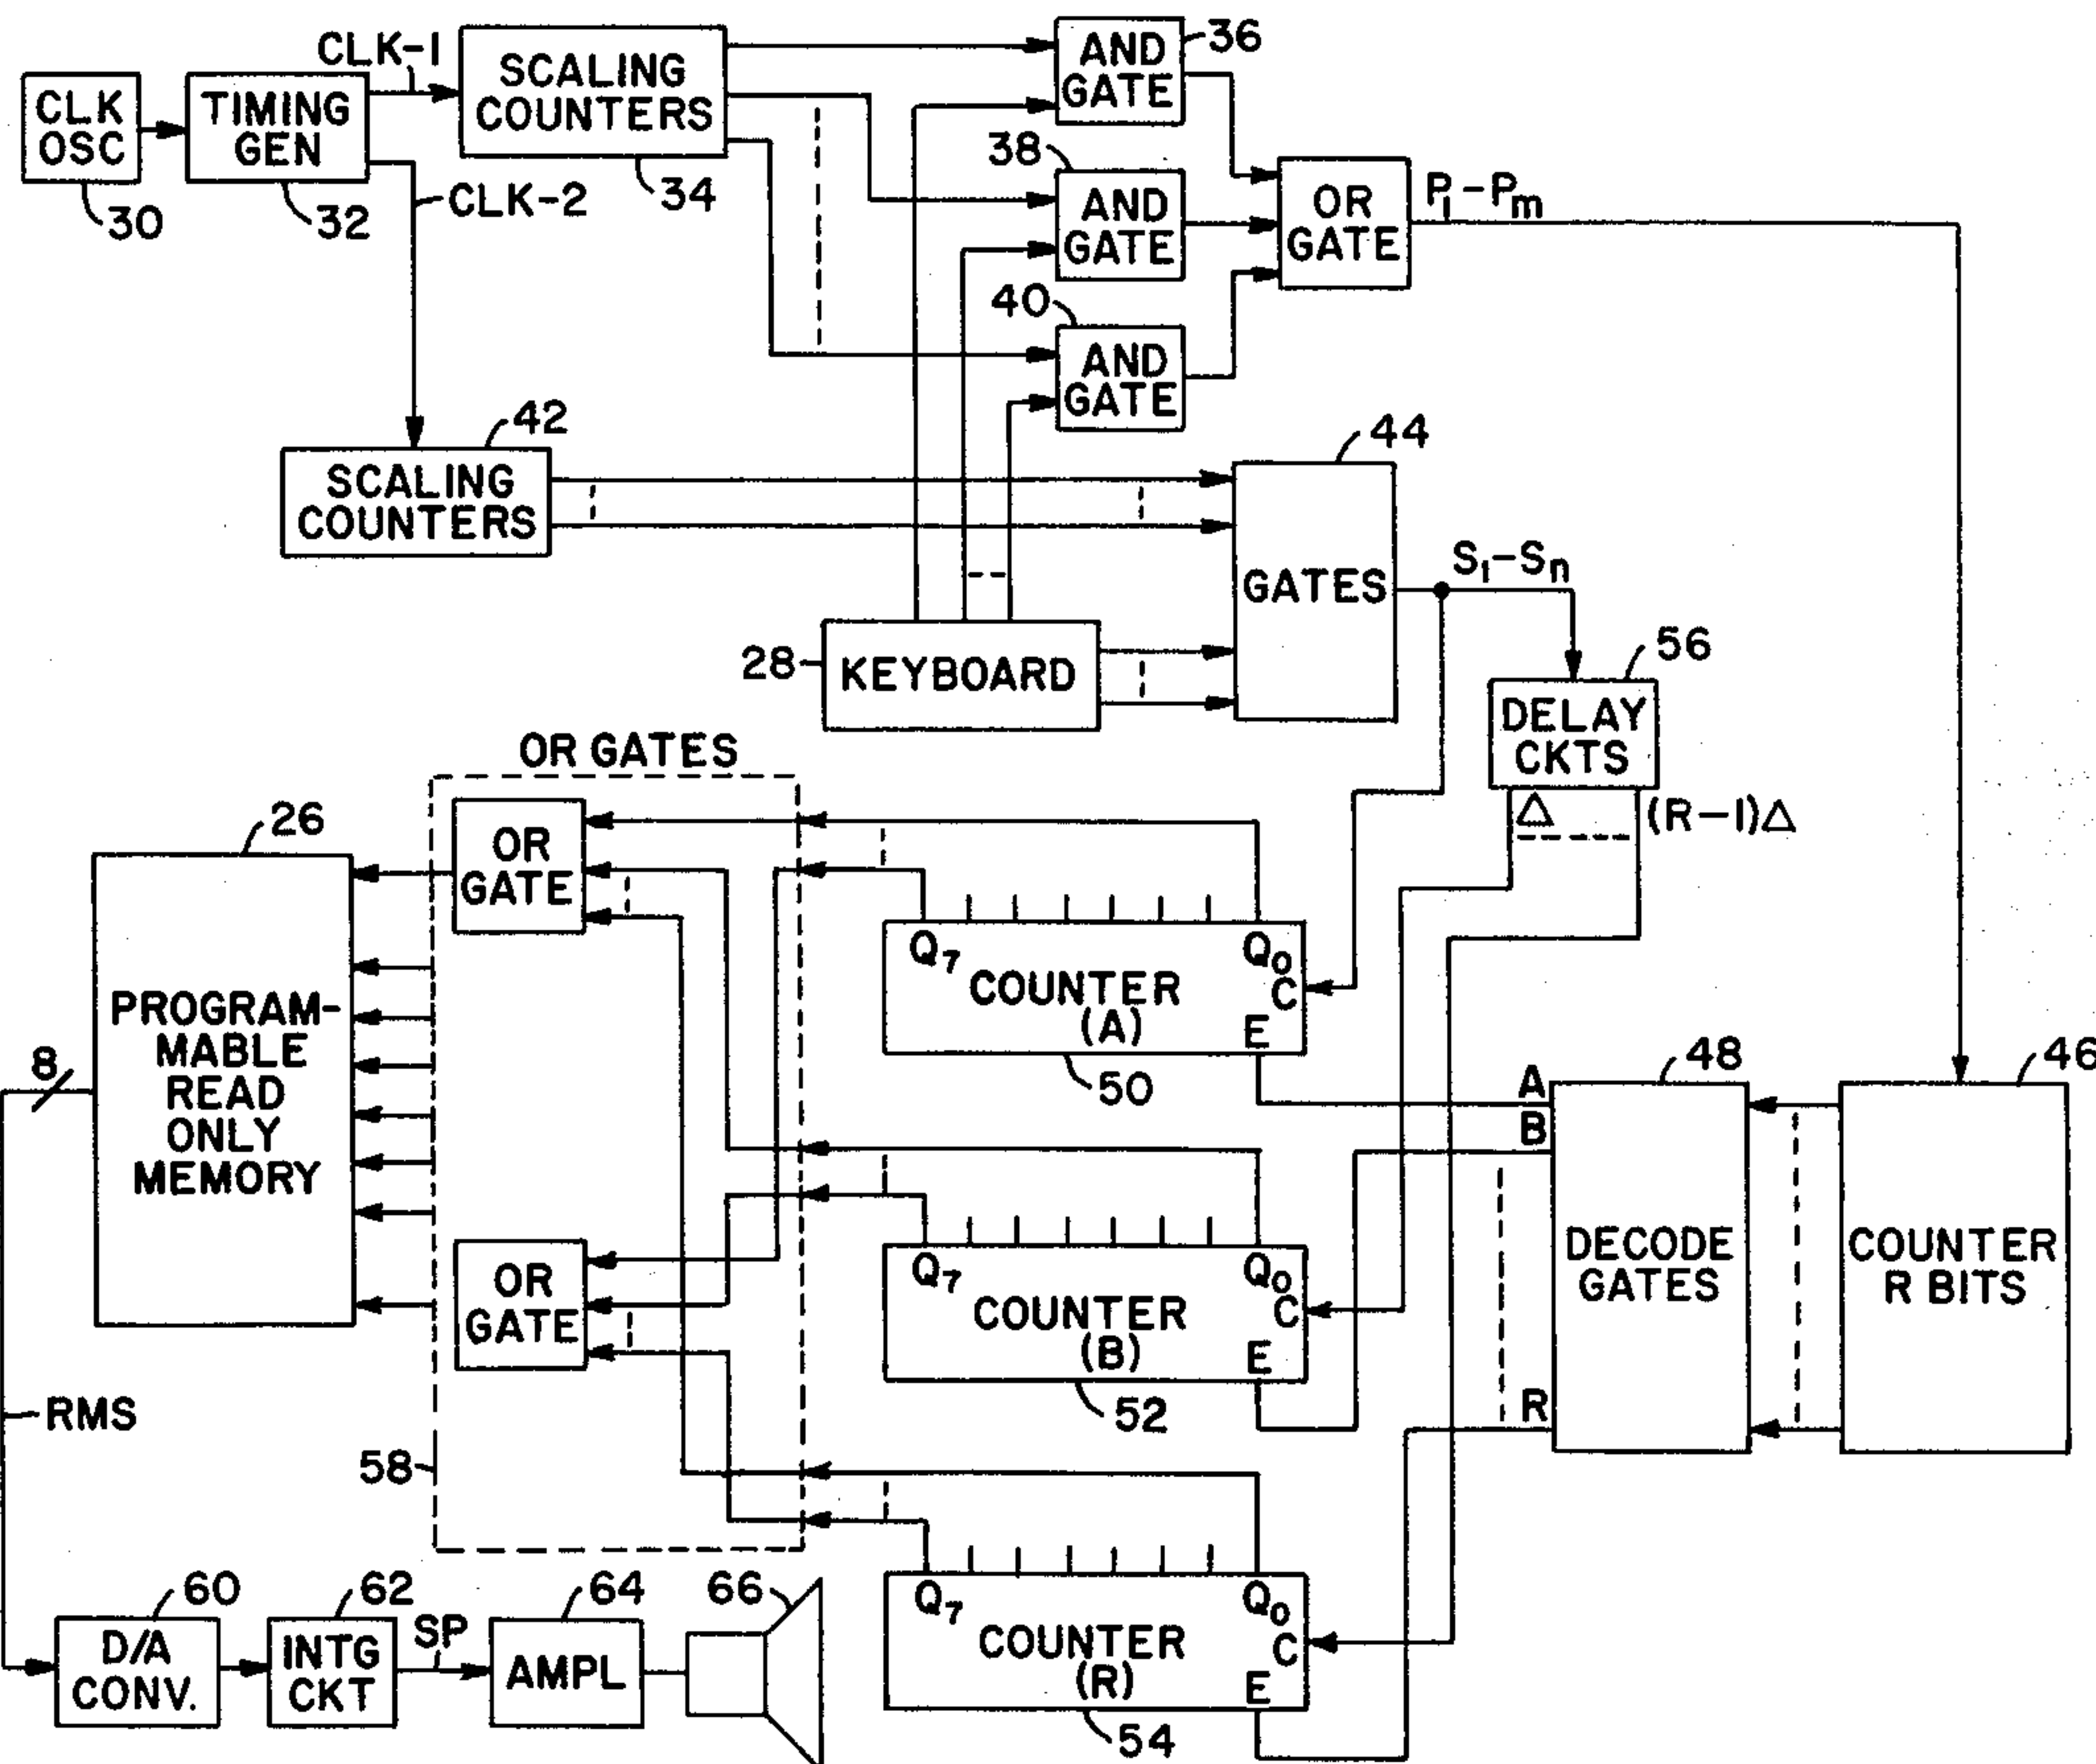 CLK-1
CLK
OSC
30
TIMING
GEN
32
CLK-2
SCALING
COUNTERS
34
AND
GATE
36
38
AND
GATE
40
AND
GATE
OR
GATE
P1-Pm
42
SCALING
COUNTERS
44
GATES
S1-Sn
28
KEYBOARD
56
DELAY
CKTS
Δ
(R-1)Δ
OR GATES
26
OR
GATE
PROGRAM-
MABLE
READ
ONLY
MEMORY
8
RMS
OR
GATE
58
Q7
Q0
COUNTER
(A)
C
E
50
Q7
Q0
COUNTER
(B)
C
E
52
Q7
Q0
COUNTER
(R)
C
E
54
A
B
R
48
DECODE
GATES
46
COUNTER
R BITS
60
D/A
CONV.
62
INTG
CKT
SP
64
AMPL
66